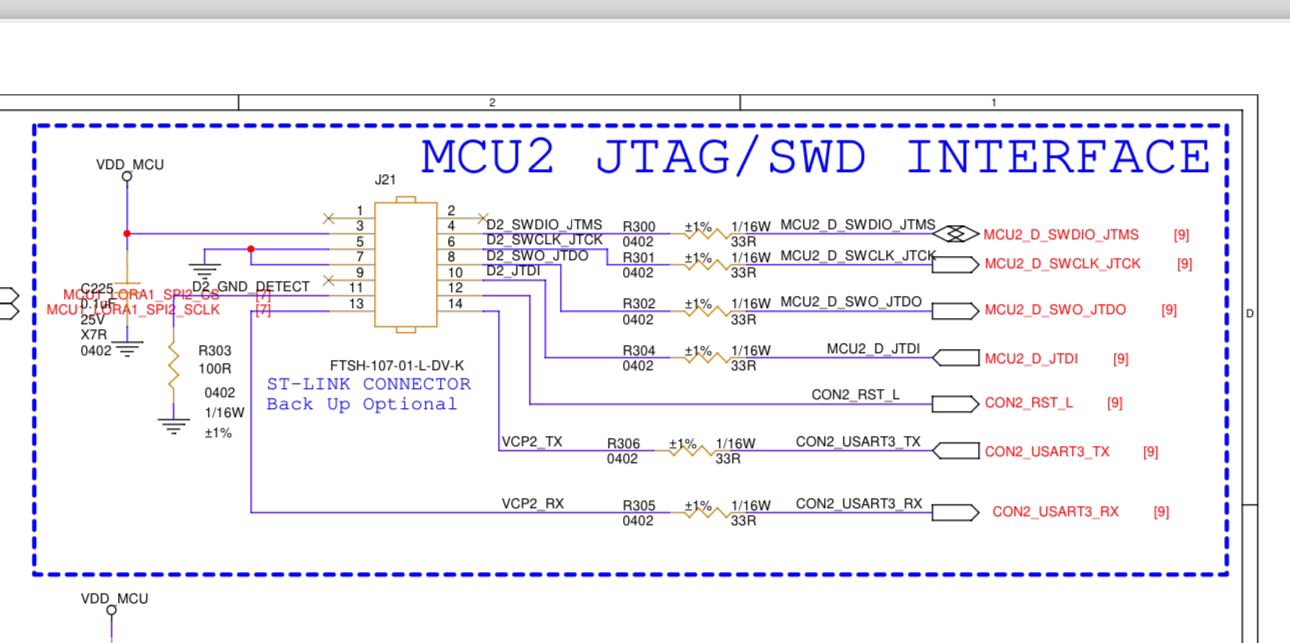 2 1
MCU2 JTAG/SWD INTERFACE
VDD_MCU
J21
1 2
3 4 D2_SWDIO_JTMS R300 ±1% 1/16W MCU2_D_SWDIO_JTMS MCU2_D_SWDIO_JTMS [9]
0402 33R
5 6 D2_SWCLK_JTCK R301 ±1% 1/16W MCU2_D_SWCLK_JTCK MCU2_D_SWCLK_JTCK [9]
0402 33R
7 8 D2_SWO_JTDO
9 10 D2_JTDI
11 12
13 14
D2_GND_DETECT
C225
MCU1_LORA1_SPI2_CS [7]
0.1uF
MCU1_LORA1_SPI2_SCLK [7]
25V
X7R
0402
R302 ±1% 1/16W MCU2_D_SWO_JTDO MCU2_D_SWO_JTDO [9]
0402 33R
D
R303
100R
0402
1/16W
±1%
FTSH-107-01-L-DV-K
ST-LINK CONNECTOR
Back Up Optional
R304 ±1% 1/16W MCU2_D_JTDI MCU2_D_JTDI [9]
0402 33R
CON2_RST_L CON2_RST_L [9]
VCP2_TX R306 ±1% 1/16W CON2_USART3_TX CON2_USART3_TX [9]
0402 33R
VCP2_RX R305 ±1% 1/16W CON2_USART3_RX CON2_USART3_RX [9]
0402 33R
VDD_MCU